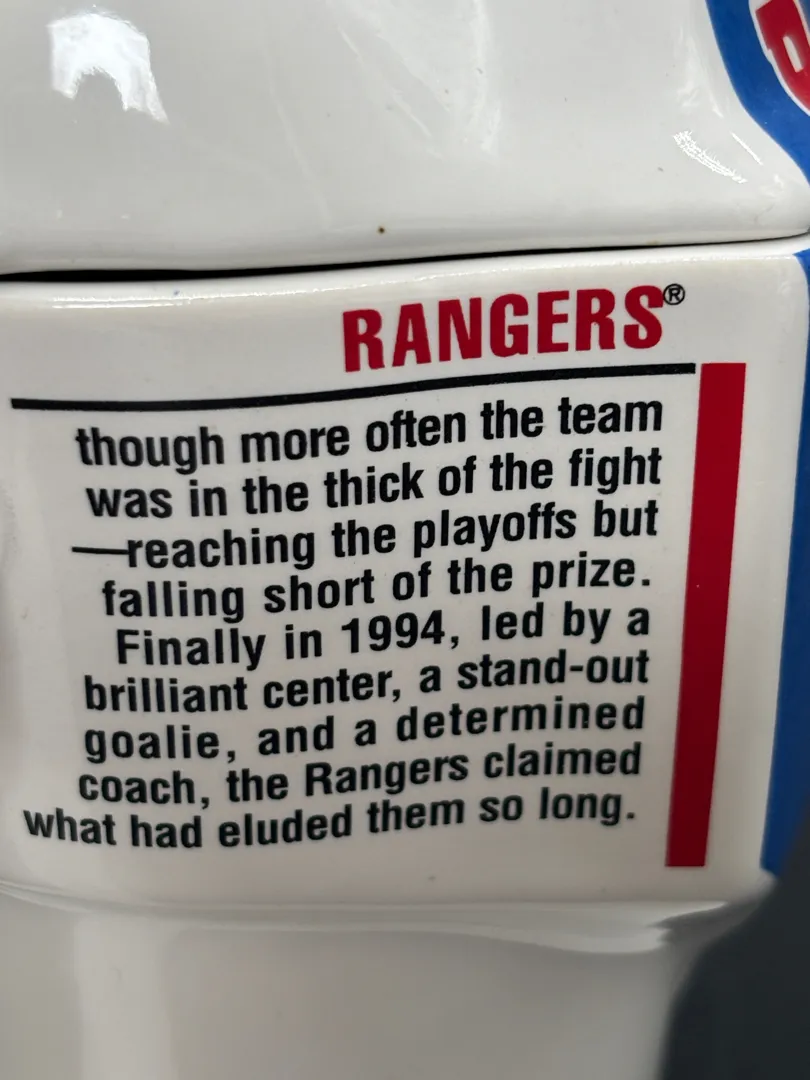 RANGERS®
though more often the team
was in the thick of the fight
—reaching the playoffs but
falling short of the prize.
Finally in 1994, led by a
brilliant center, a stand-out
goalie, and a determined
coach, the Rangers claimed
what had eluded them so long.